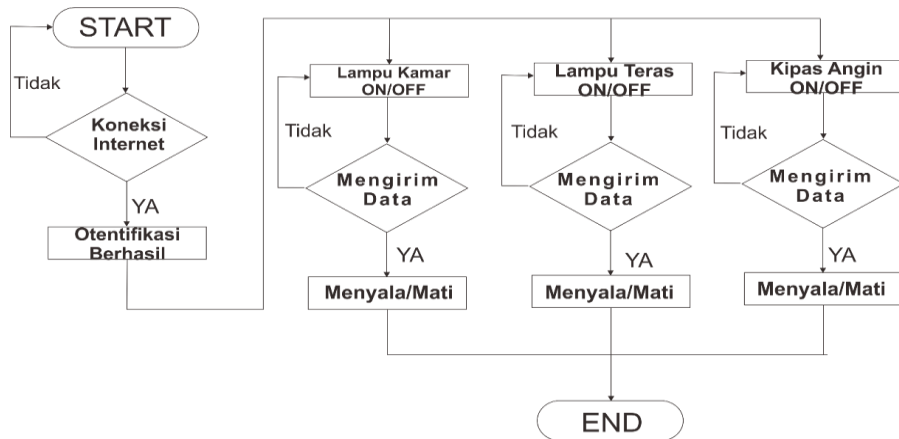 START
Tidak
Koneksi
Internet
YA
Otentifikasi
Berhasil
Lampu Kamar
ON/OFF
Tidak
Mengirim
Data
YA
Menyala/Mati
Lampu Teras
ON/OFF
Tidak
Mengirim
Data
YA
Menyala/Mati
Kipas Angin
ON/OFF
Tidak
Mengirim
Data
YA
Menyala/Mati
END